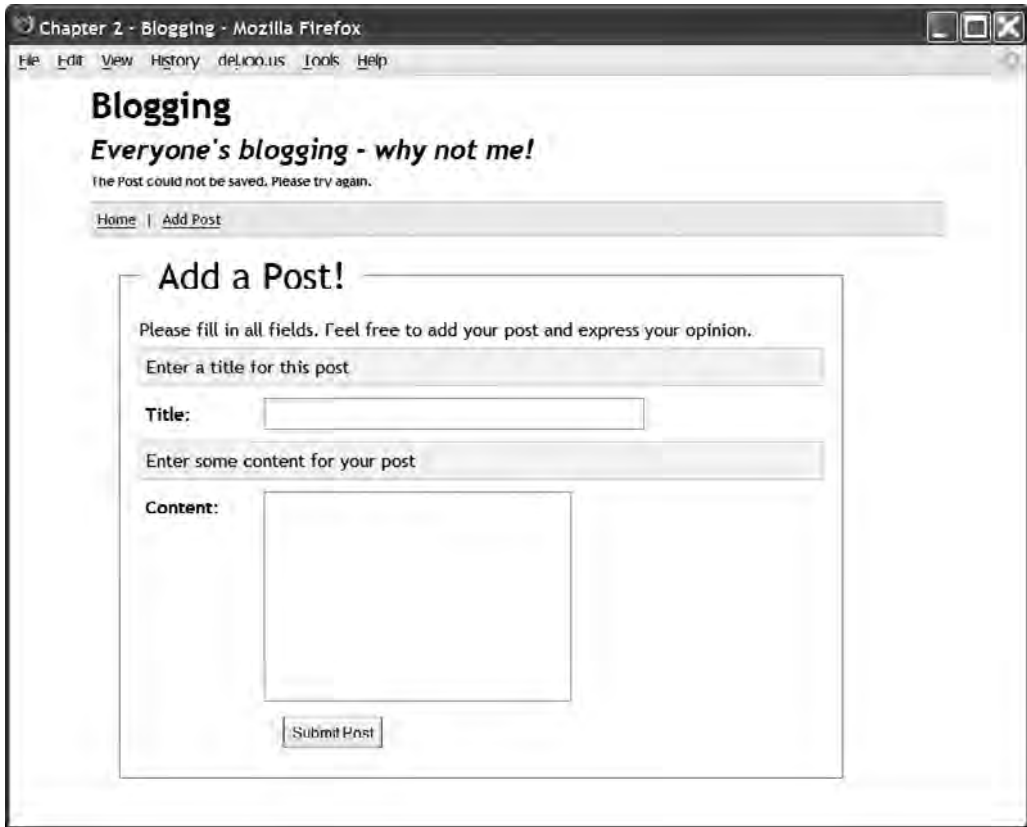 Chapter 2 - Blogging - Mozilla Firefox
File Edit View History del.icio.us Tools Help
Blogging
Everyone's blogging - why not me!
The Post could not be saved. Please try again.
Home | Add Post
Add a Post!
Please fill in all fields. Feel free to add your post and express your opinion.
Enter a title for this post
Title:
Enter some content for your post
Content:
Submit Post